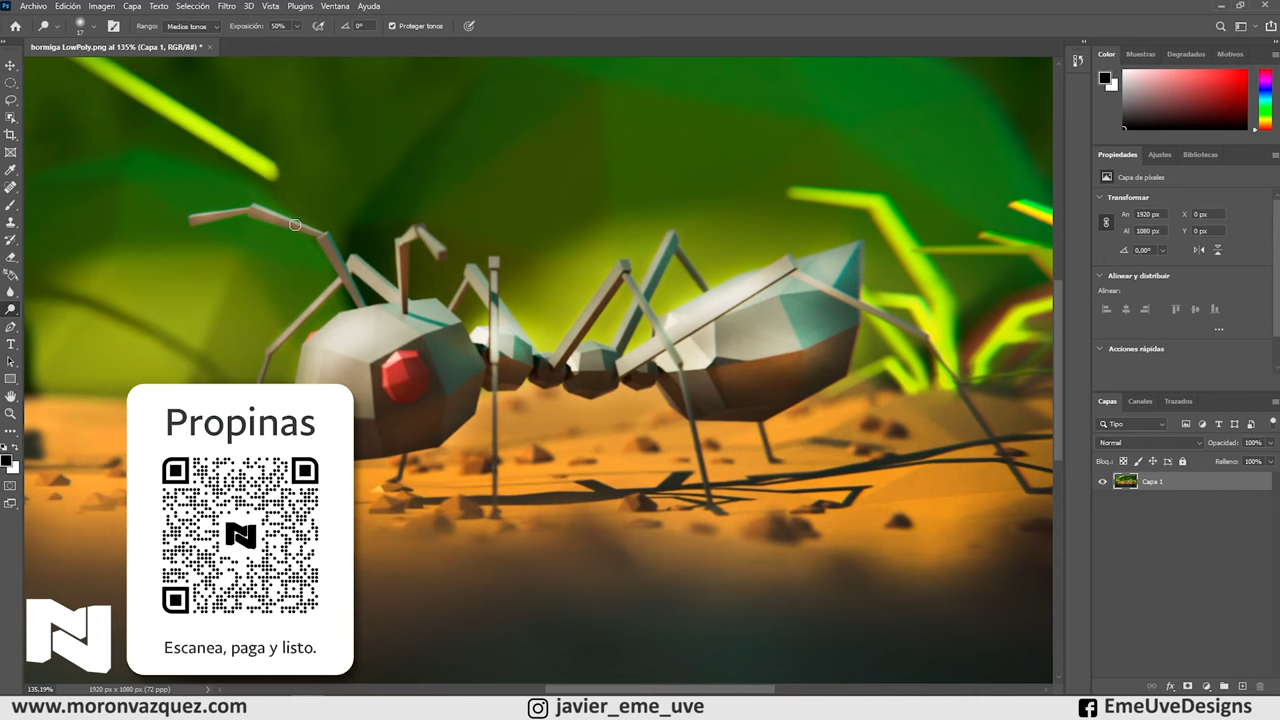 Ps Archivo Edición Imagen Capa Texto Selección Filtro 3D Vista Plugins Ventana Ayuda
17 Rango: Medios tonos Exposición: 50% 0° Proteger tonos
hormiga LowPoly.png al 135% (Capa 1, RGB/8#) * ×
Color Muestras Degradados Motivos
Propiedades Ajustes Bibliotecas
Capa de píxeles
Transformar
An 1920 px X 0 px
Al 1080 px Y 0 px
0,00°
Alinear y distribuir
Alinear:
Acciones rápidas
Capas Canales Trazados
Tipo
Normal Opacidad: 100%
Bloq.: Relleno: 100%
Capa 1
Propinas
N
Escanea, paga y listo.
N
135,19% 1920 px x 1080 px (72 ppp)
www.moronvazquez.com javier_eme_uve EmeUveDesigns